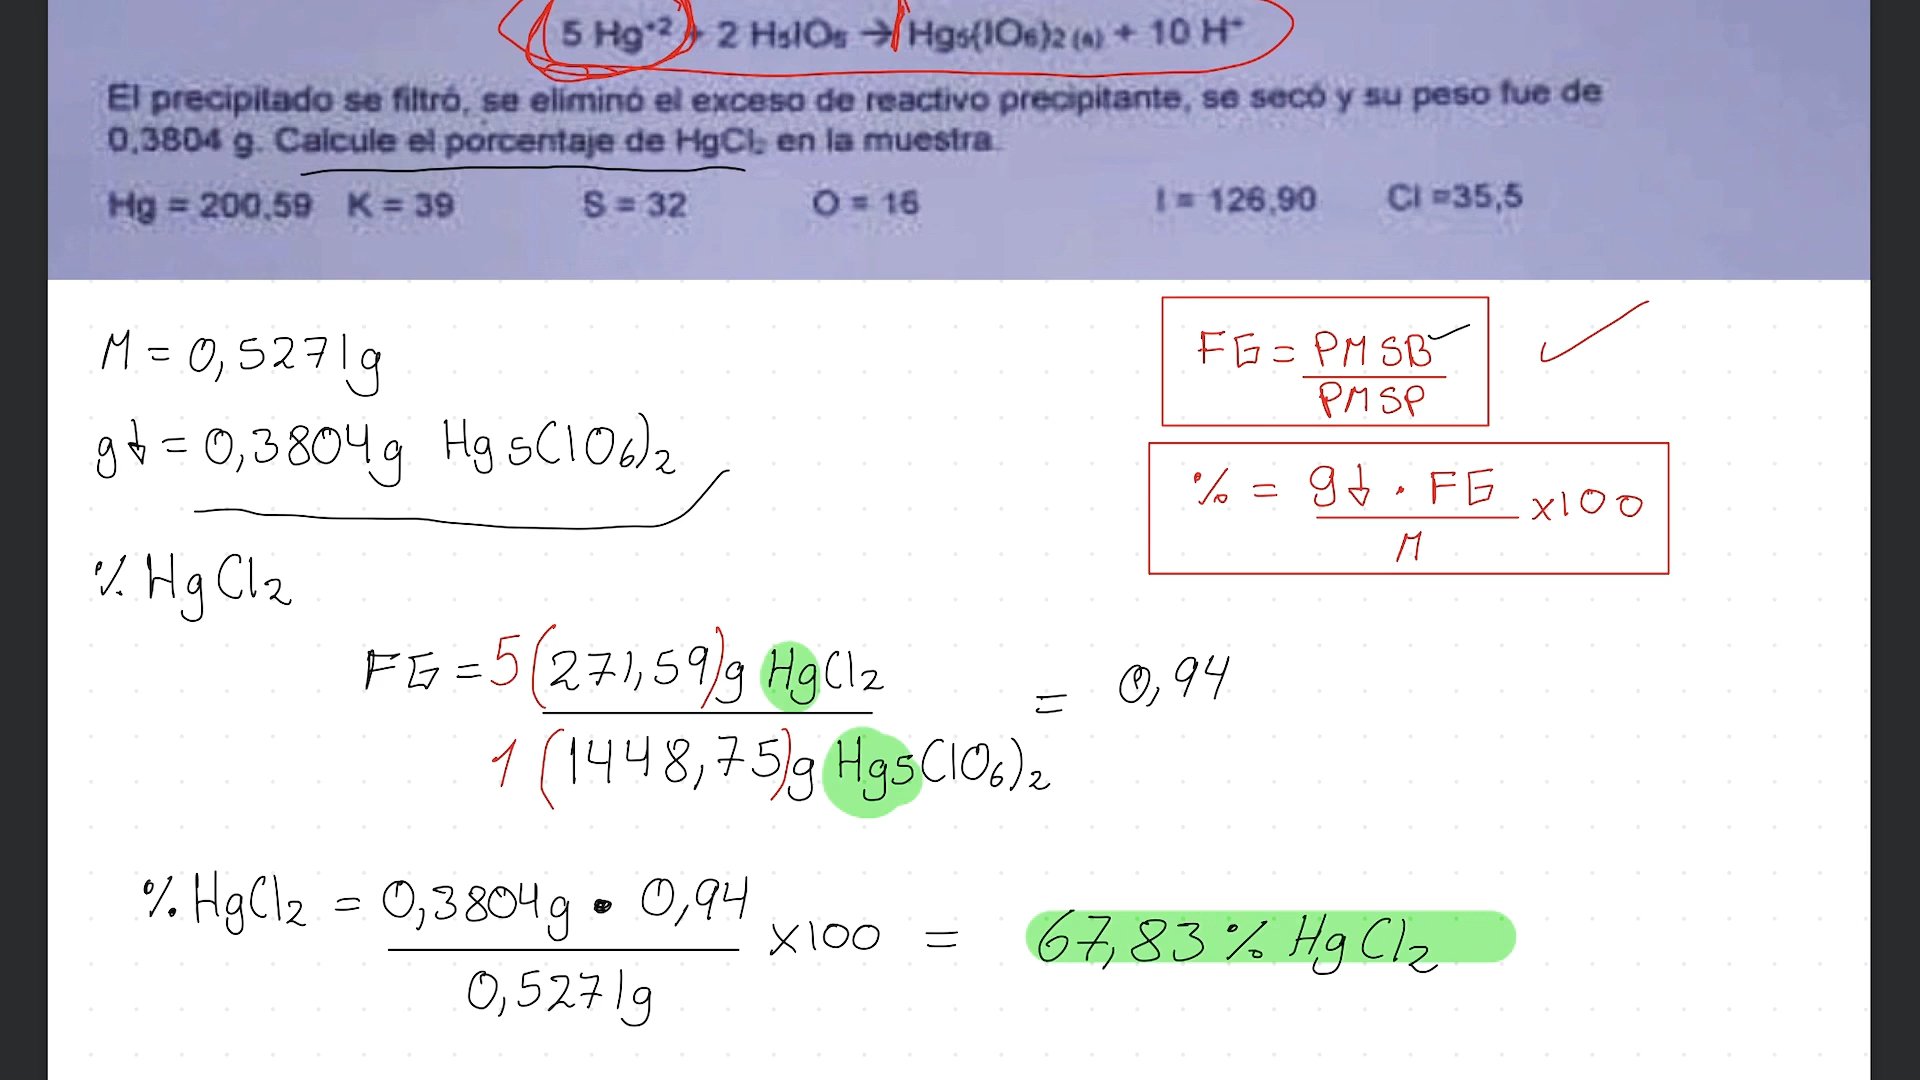 5 Hg⁺² + 2 H₅IO₆ → Hg₅(IO₆)₂ (s) + 10 H⁺
El precipitado se filtró, se eliminó el exceso de reactivo precipitante, se secó y su peso fue de
0,3804 g. Calcule el porcentaje de HgCl₂ en la muestra.
Hg = 200,59 K = 39 S = 32 O = 16 I = 126,90 Cl =35,5
M = 0,5271g
g↓ = 0,3804g Hg5(IO6)2
% HgCl2
FG = PMSB
PMSP
% = g↓ · FG x100
M
FG = 5(271,59)g HgCl2 = 0,94
1(1448,75)g Hg5(IO6)2
% HgCl2 = 0,3804g · 0,94 x100 = 67,83% HgCl2
0,5271g